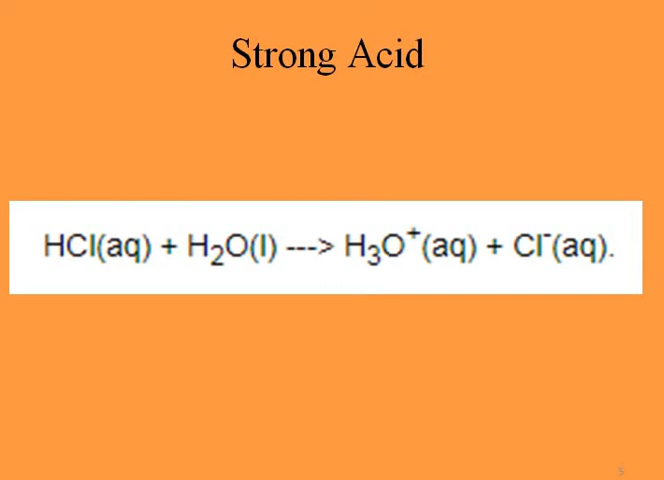 Strong Acid
HCl(aq) + H₂O(l) ---> H₃O⁺(aq) + Cl⁻(aq).
5